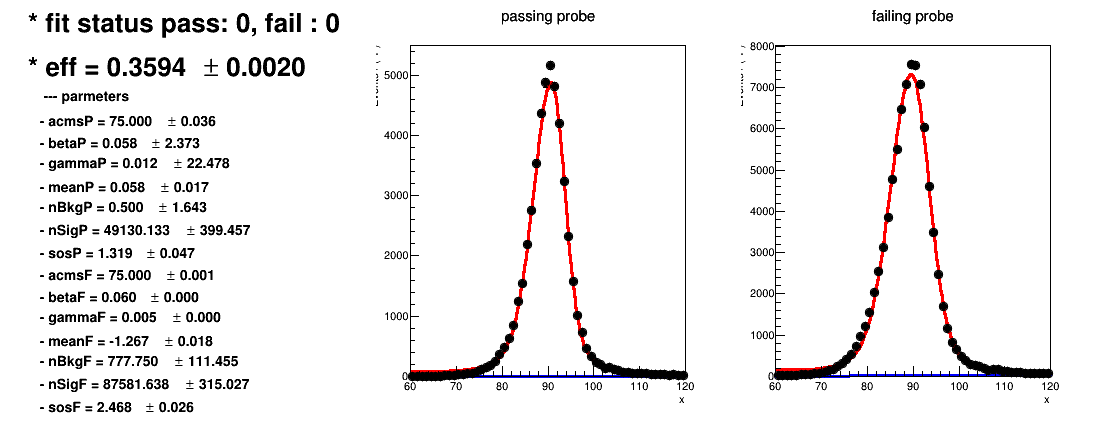 * fit status pass: 0, fail : 0
* eff = 0.3594 ± 0.0020
--- parmeters
- acmsP = 75.000 ± 0.036
- betaP = 0.058 ± 2.373
- gammaP = 0.012 ± 22.478
- meanP = 0.058 ± 0.017
- nBkgP = 0.500 ± 1.643
- nSigP = 49130.133 ± 399.457
- sosP = 1.319 ± 0.047
- acmsF = 75.000 ± 0.001
- betaF = 0.060 ± 0.000
- gammaF = 0.005 ± 0.000
- meanF = -1.267 ± 0.018
- nBkgF = 777.750 ± 111.455
- nSigF = 87581.638 ± 315.027
- sosF = 2.468 ± 0.026
passing probe
5000
4000
3000
2000
1000
0
60 70 80 90 100 110 120
x
failing probe
8000
7000
6000
5000
4000
3000
2000
1000
0
60 70 80 90 100 110 120
x